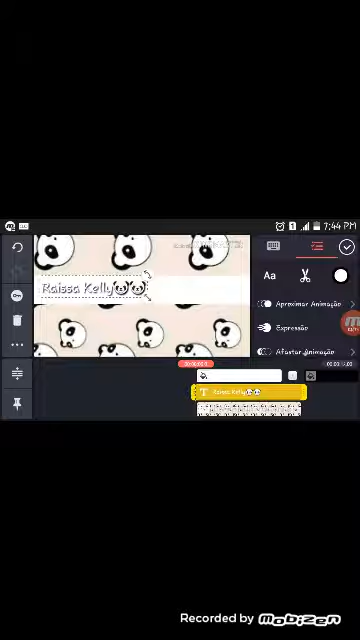 7:44 PM
Raissa Kelly🐼🐼
Aa
Aproximar Animação
Expressão
Afastar Animação
T Raissa Kelly🐼🐼
Recorded by Mobizen